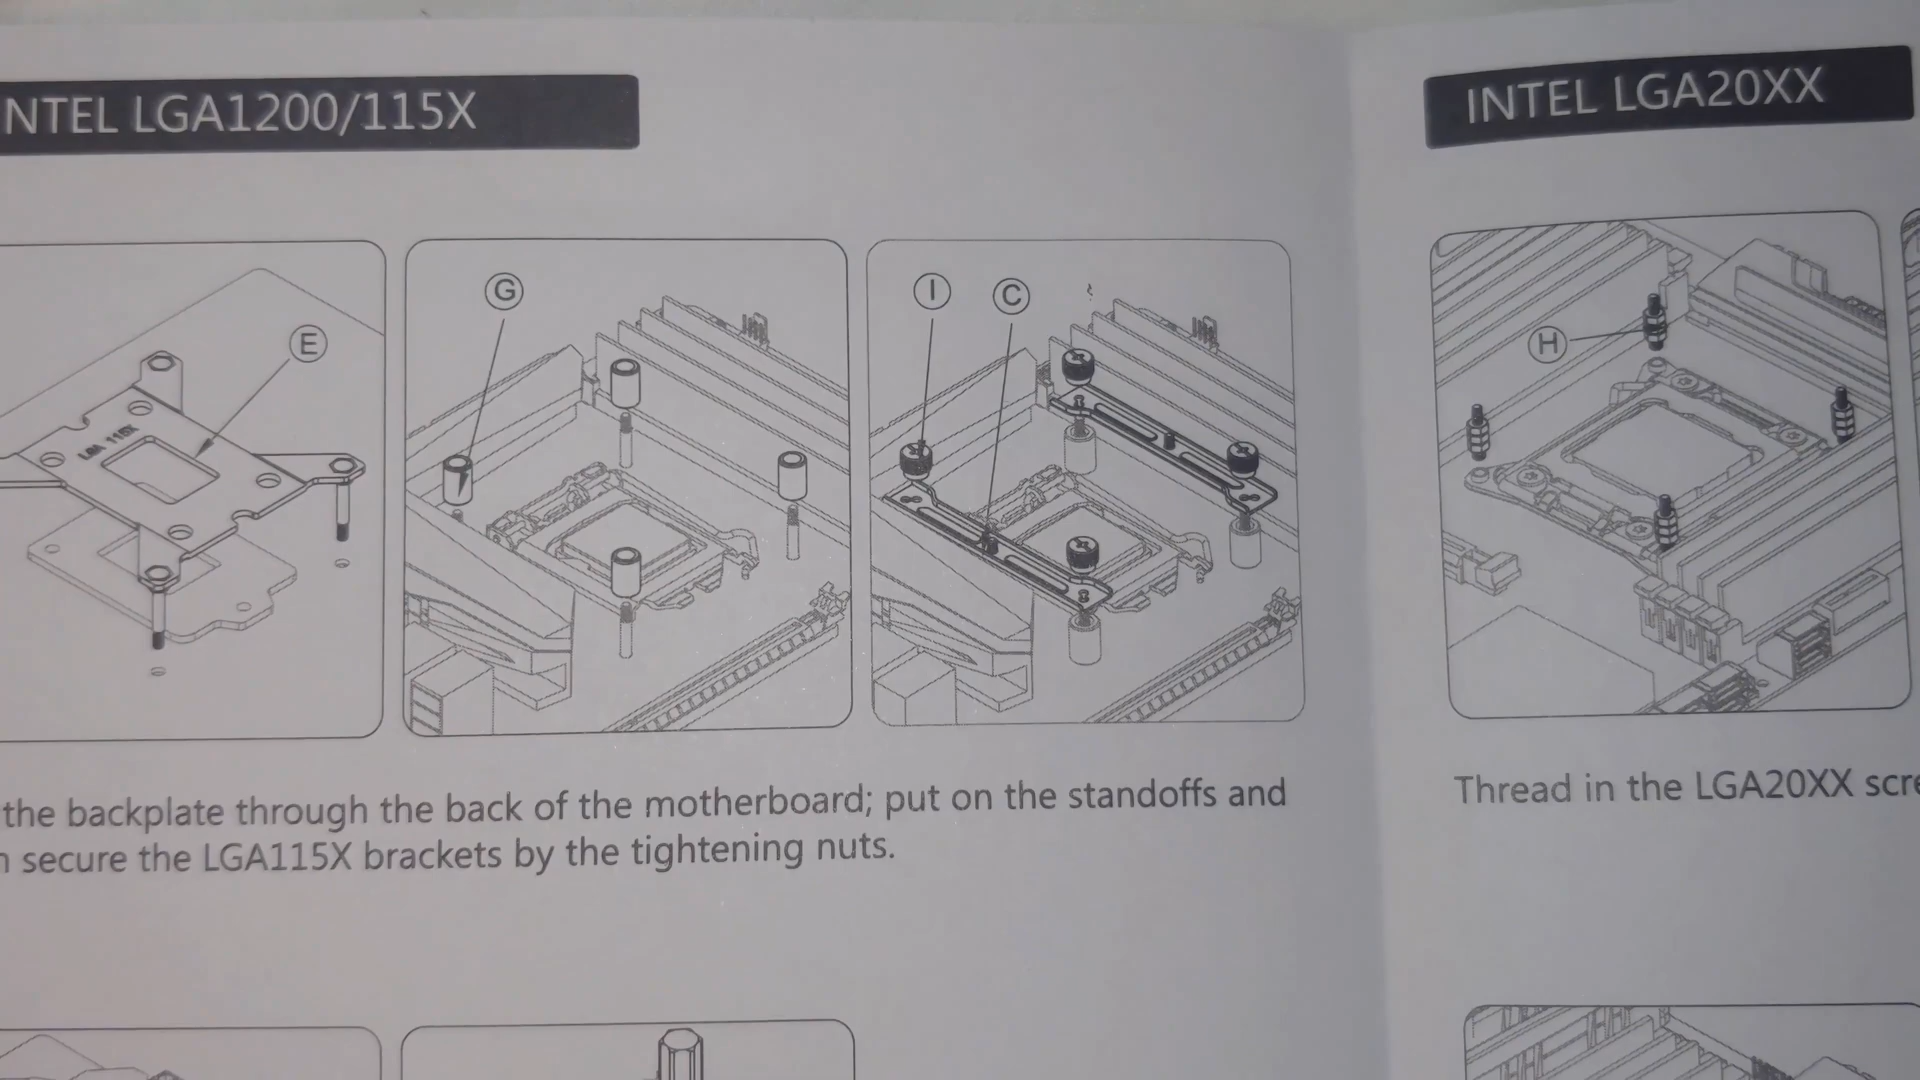 NTEL LGA1200/115X
INTEL LGA20XX
E
LGA 115X
G
I
C
H
the backplate through the back of the motherboard; put on the standoffs and
secure the LGA115X brackets by the tightening nuts.
Thread in the LGA20XX scre